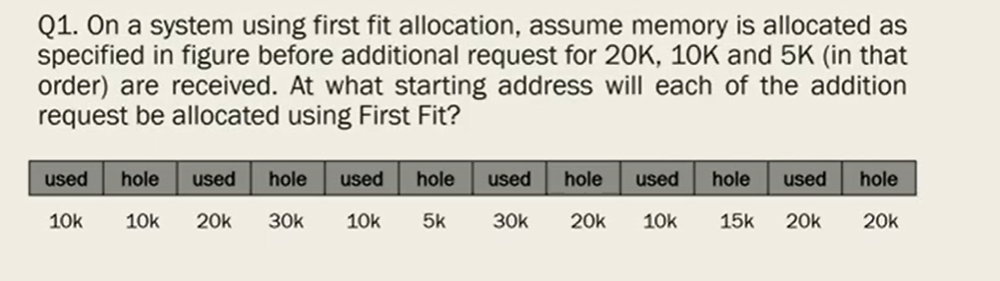 Q1. On a system using first fit allocation, assume memory is allocated as
specified in figure before additional request for 20K, 10K and 5K (in that
order) are received. At what starting address will each of the addition
request be allocated using First Fit?
used hole used hole used hole used hole used hole used hole
10k 10k 20k 30k 10k 5k 30k 20k 10k 15k 20k 20k